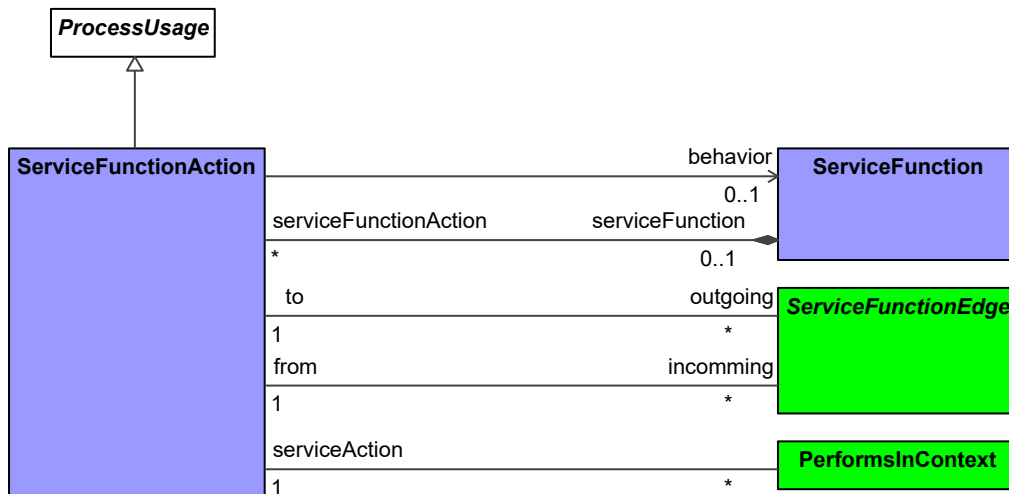 ProcessUsage
ServiceFunctionAction
behavior
ServiceFunction
0..1
serviceFunctionAction
serviceFunction
*
0..1
to
outgoing
ServiceFunctionEdge
1
*
from
incomming
1
*
serviceAction
PerformsInContext
1
*